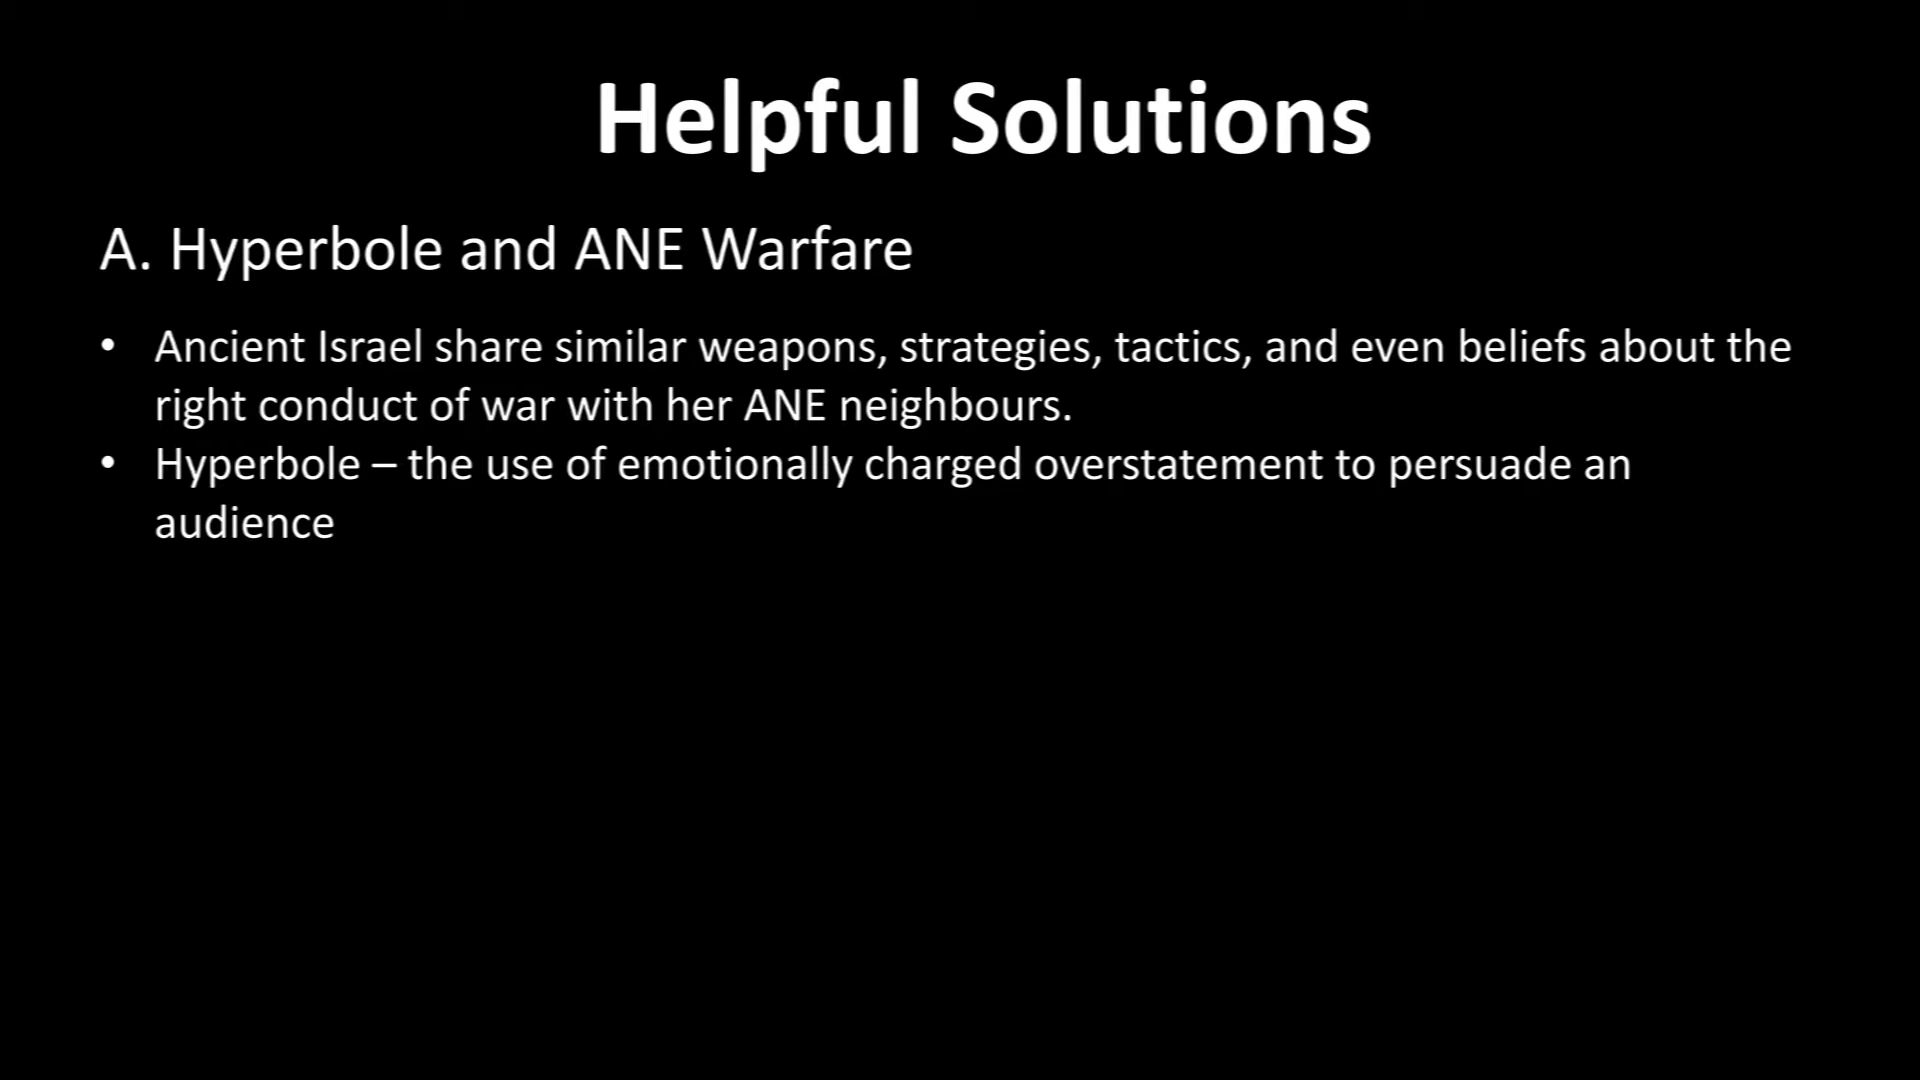 Helpful Solutions
A. Hyperbole and ANE Warfare
• Ancient Israel share similar weapons, strategies, tactics, and even beliefs about the
right conduct of war with her ANE neighbours.
• Hyperbole – the use of emotionally charged overstatement to persuade an
audience